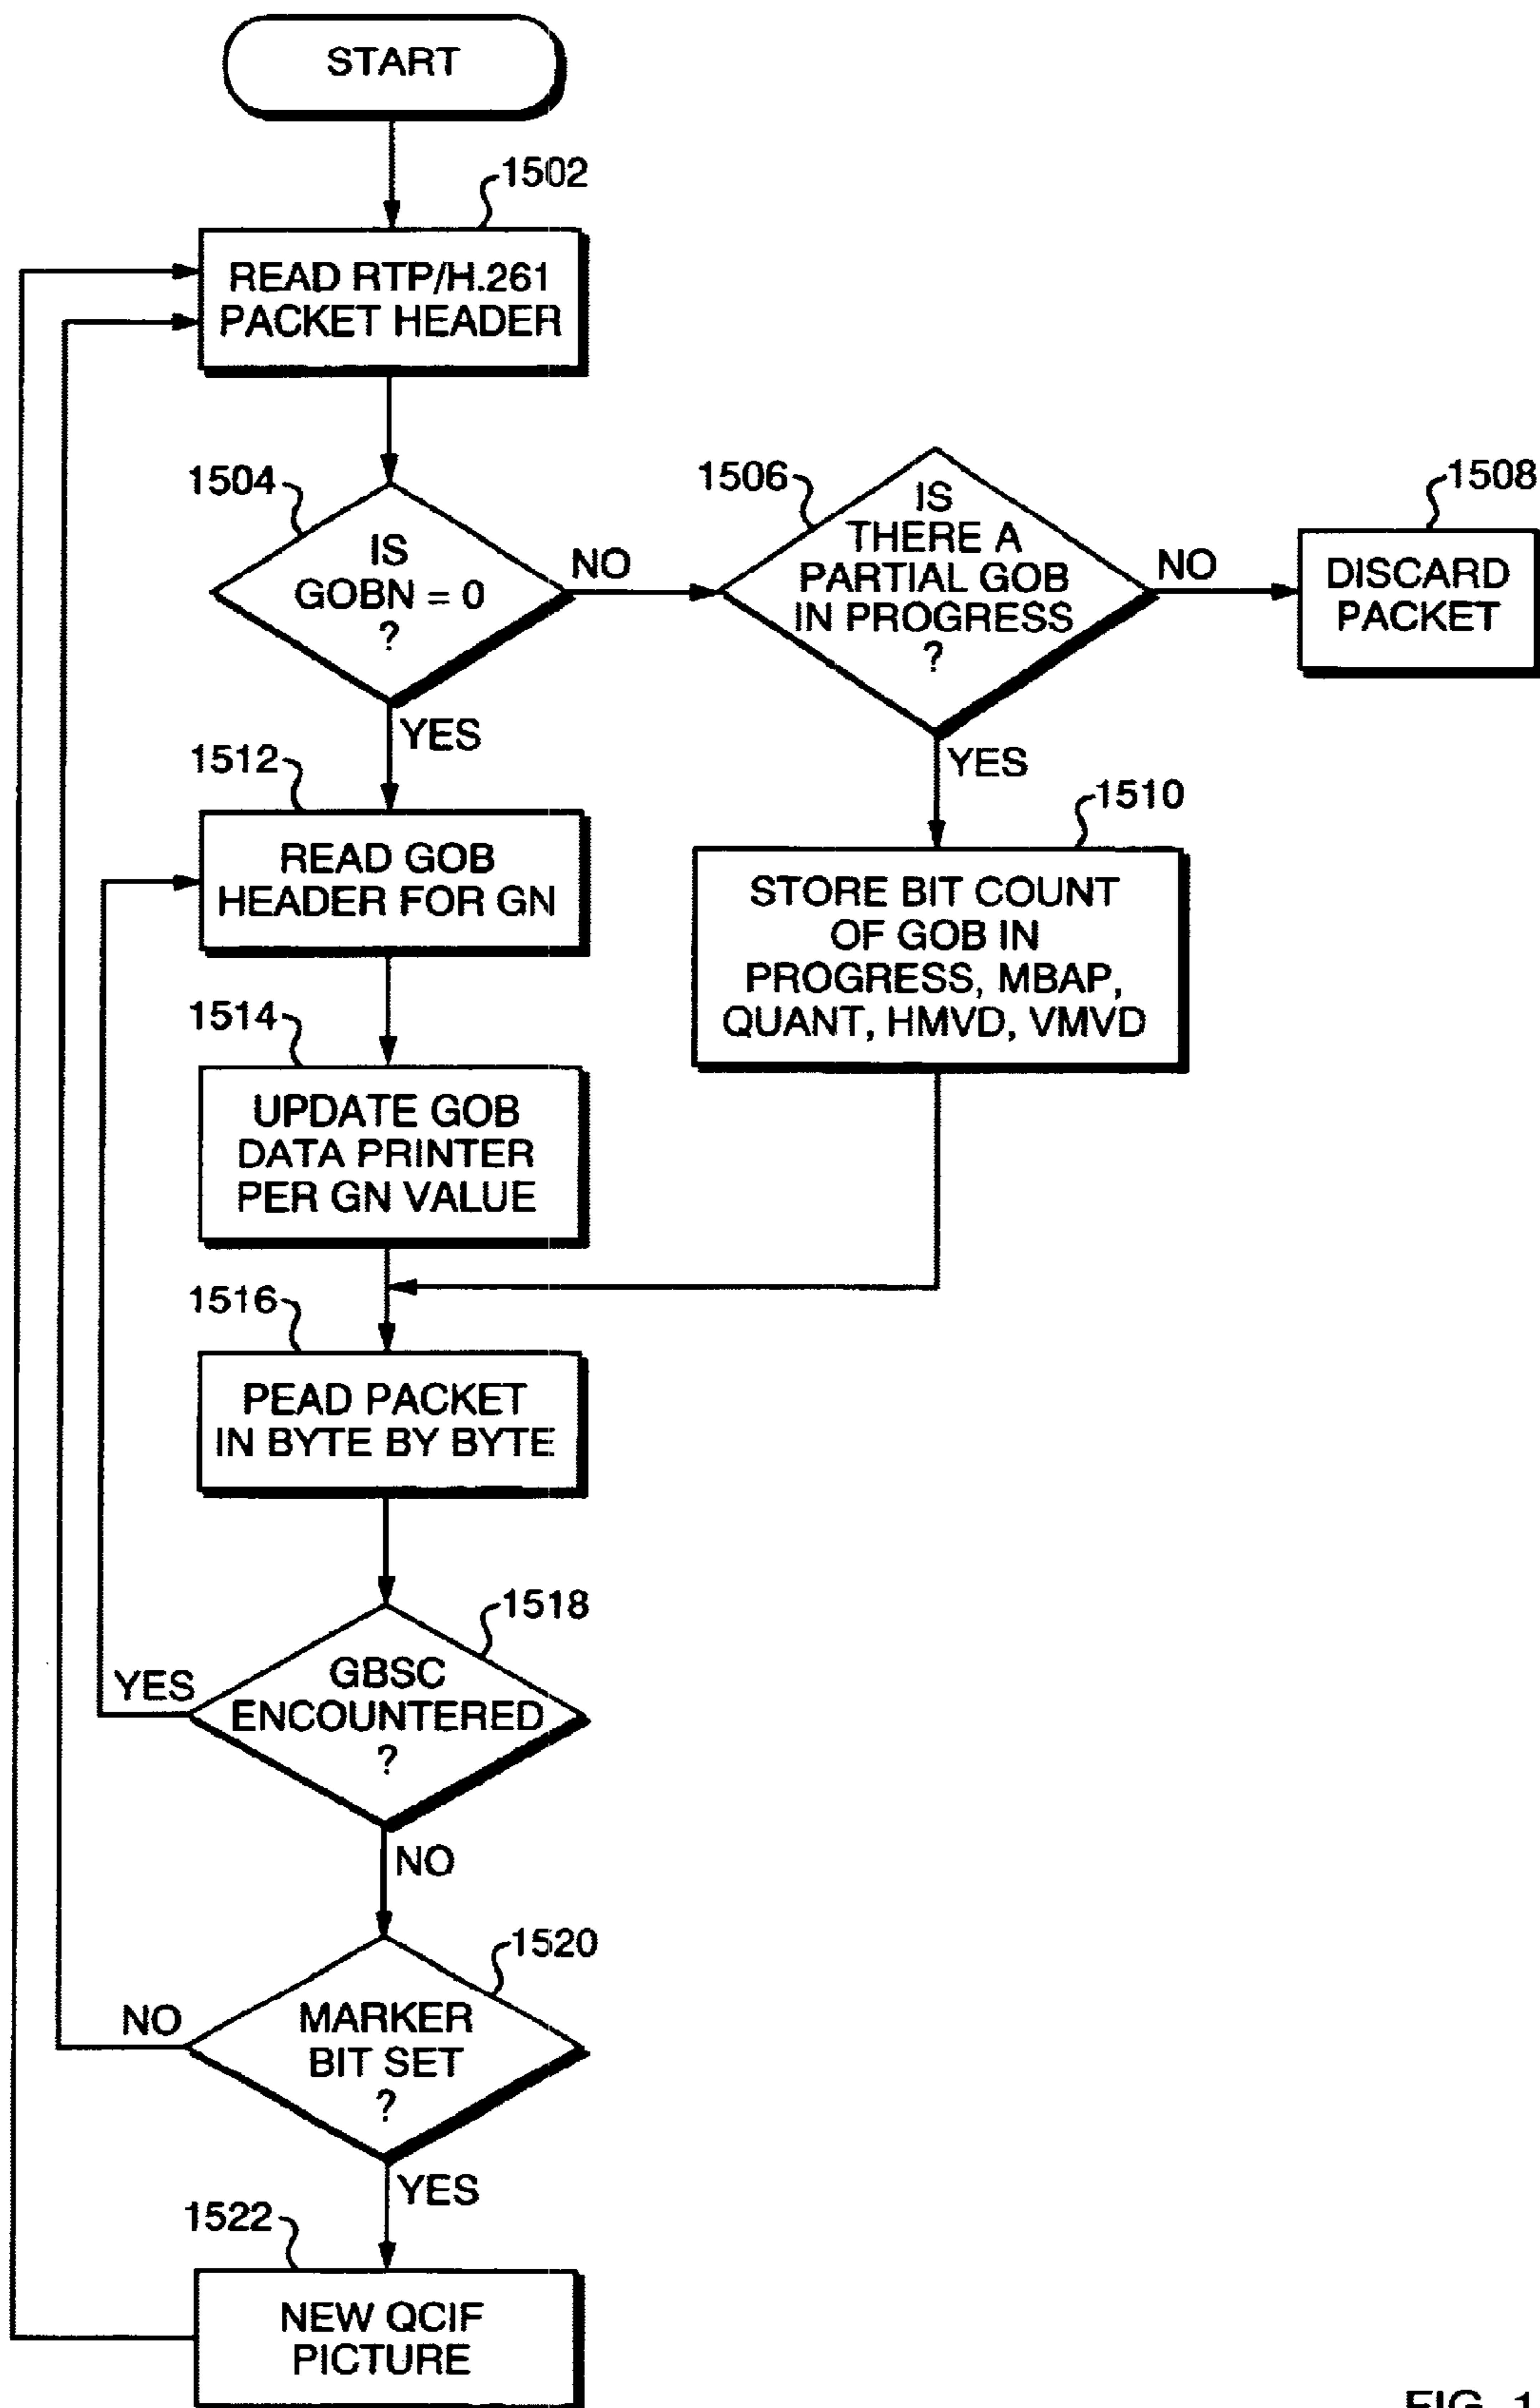 START
1502
READ RTP/H.261
PACKET HEADER
1504
IS
GOBN = 0
?
NO
YES
1506
IS
THERE A
PARTIAL GOB
IN PROGRESS
?
NO
YES
1508
DISCARD
PACKET
1510
STORE BIT COUNT
OF GOB IN
PROGRESS, MBAP,
QUANT, HMVD, VMVD
1512
READ GOB
HEADER FOR GN
1514
UPDATE GOB
DATA PRINTER
PER GN VALUE
1516
PEAD PACKET
IN BYTE BY BYTE
1518
GBSC
ENCOUNTERED
?
YES
NO
1520
MARKER
BIT SET
?
NO
YES
1522
NEW QCIF
PICTURE
FIG. 1